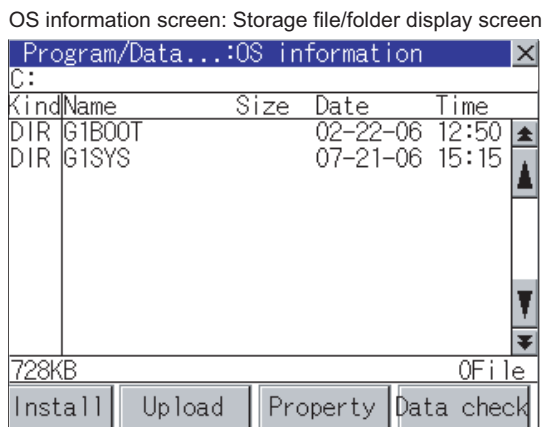 OS information screen: Storage file/folder display screen
Program/Data...:OS information
C:
Kind Name Size Date Time
DIR G1BOOT 02-22-06 12:50
DIR G1SYS 07-21-06 15:15
728KB 0File
Install Upload Property Data check